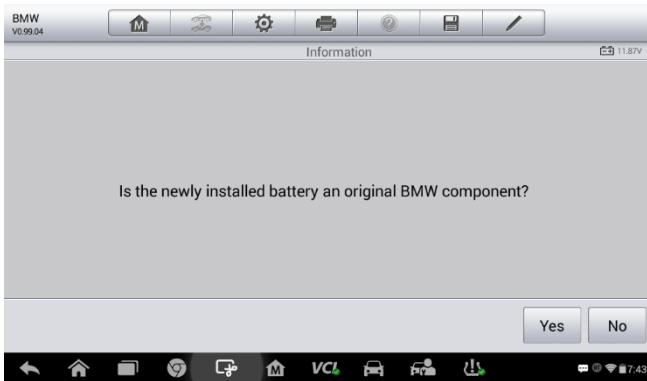 BMW
V0.99.04
M
?
Information
11.87V
Is the newly installed battery an original BMW component?
Yes
No
M
VCI
7:43